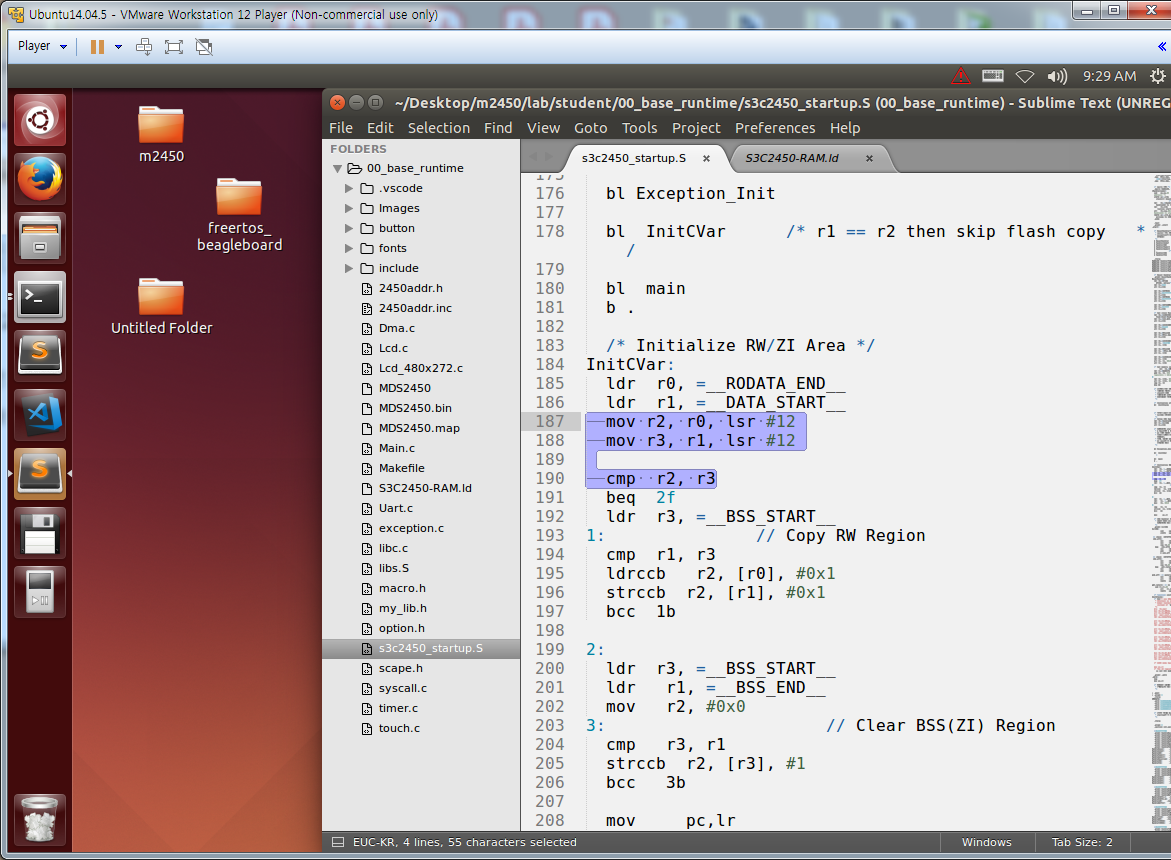 Ubuntu14.04.5 - VMware Workstation 12 Player (Non-commercial use only)
Player
9:29 AM
m2450
freertos_
beagleboard
Untitled Folder
~/Desktop/m2450/lab/student/00_base_runtime/s3c2450_startup.S (00_base_runtime) - Sublime Text (UNREG
File Edit Selection Find View Goto Tools Project Preferences Help
FOLDERS
00_base_runtime
.vscode
Images
button
fonts
include
2450addr.h
2450addr.inc
Dma.c
Lcd.c
Lcd_480x272.c
MDS2450
MDS2450.bin
MDS2450.map
Main.c
Makefile
S3C2450-RAM.ld
Uart.c
exception.c
libc.c
libs.S
macro.h
my_lib.h
option.h
s3c2450_startup.S
scape.h
syscall.c
timer.c
touch.c
s3c2450_startup.S × S3C2450-RAM.ld ×
175
176 bl Exception_Init
177
178 bl InitCVar /* r1 == r2 then skip flash copy *
/
179
180 bl main
181 b .
182
183 /* Initialize RW/ZI Area */
184 InitCVar:
185 ldr r0, =__RODATA_END__
186 ldr r1, =__DATA_START__
187 mov r2, r0, lsr #12
188 mov r3, r1, lsr #12
189
190 cmp r2, r3
191 beq 2f
192 ldr r3, =__BSS_START__
193 1: // Copy RW Region
194 cmp r1, r3
195 ldrccb r2, [r0], #0x1
196 strccb r2, [r1], #0x1
197 bcc 1b
198
199 2:
200 ldr r3, =__BSS_START__
201 ldr r1, =__BSS_END__
202 mov r2, #0x0
203 3: // Clear BSS(ZI) Region
204 cmp r3, r1
205 strccb r2, [r3], #1
206 bcc 3b
207
208 mov pc,lr
EUC-KR, 4 lines, 55 characters selected
Windows
Tab Size: 2